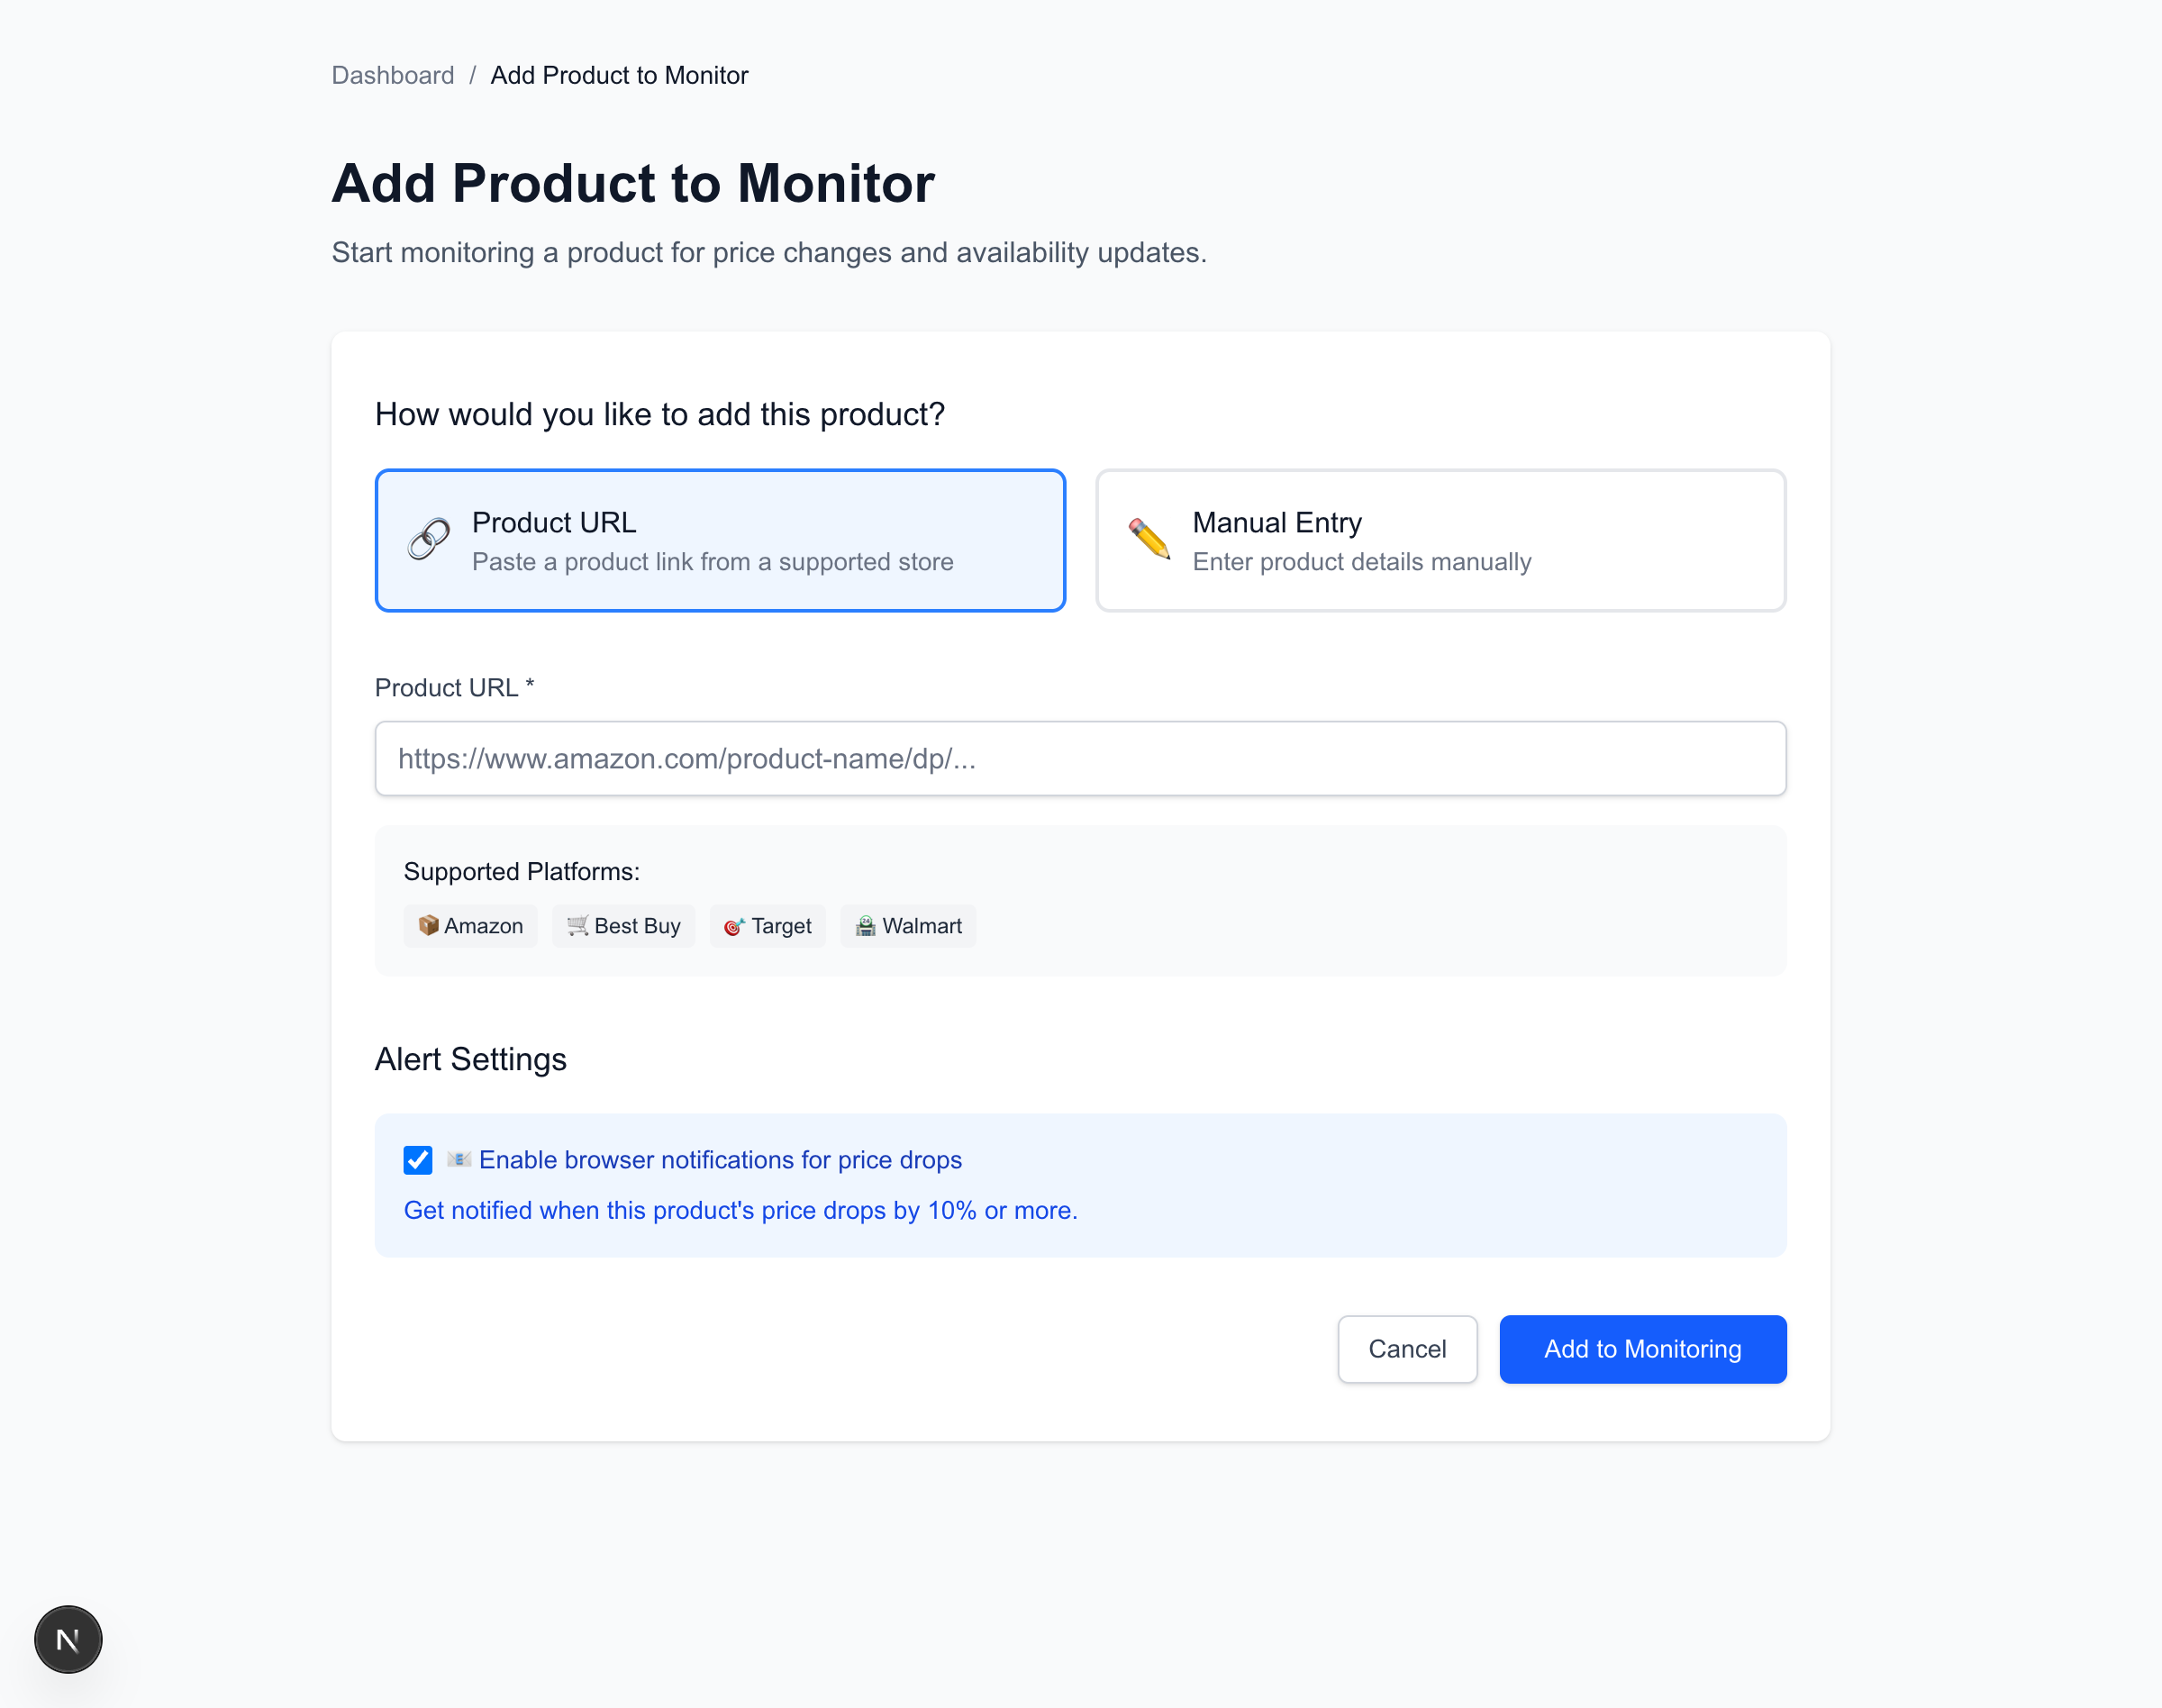 Dashboard / Add Product to Monitor
Add Product to Monitor
Start monitoring a product for price changes and availability updates.
How would you like to add this product?
Product URL
Paste a product link from a supported store
Manual Entry
Enter product details manually
Product URL *
https://www.amazon.com/product-name/dp/...
Supported Platforms:
Amazon Best Buy Target Walmart
Alert Settings
Enable browser notifications for price drops
Get notified when this product's price drops by 10% or more.
Cancel Add to Monitoring
N